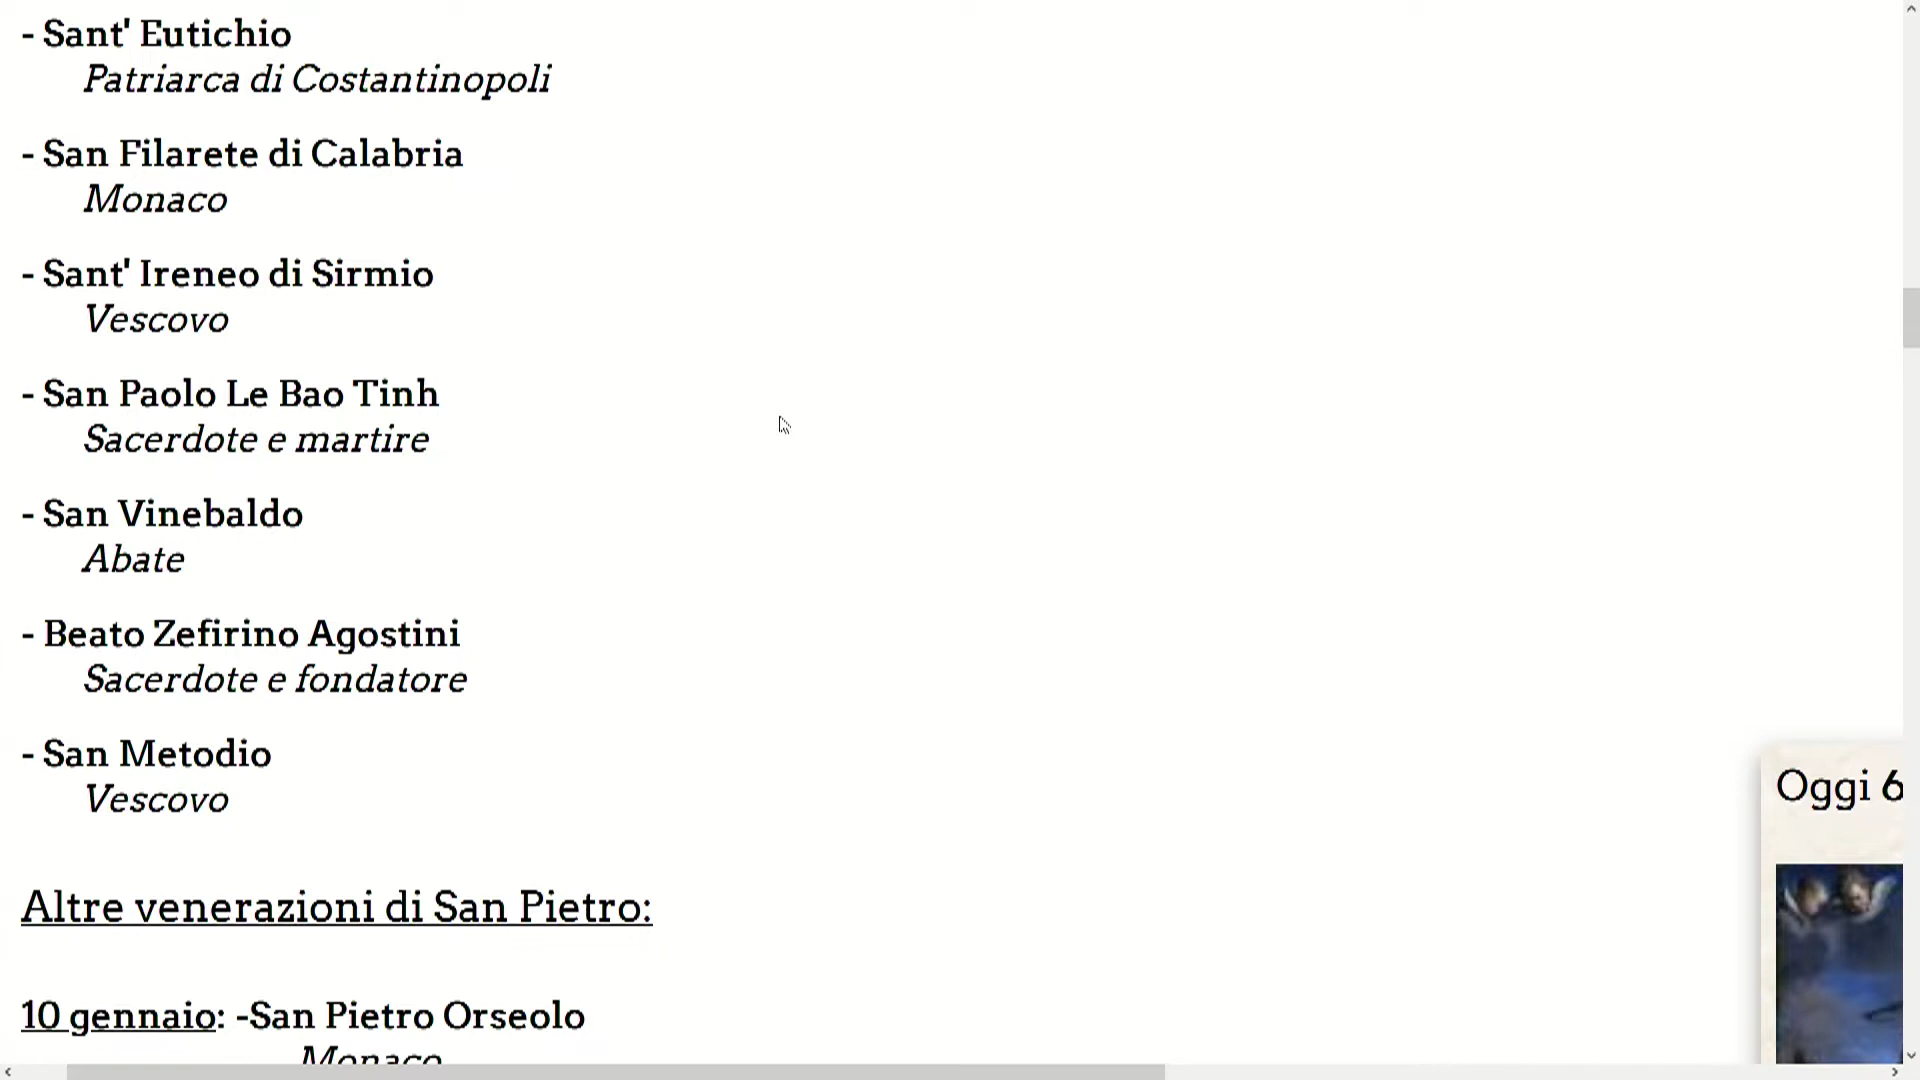 - Sant' Eutichio
Patriarca di Costantinopoli
- San Filarete di Calabria
Monaco
- Sant' Ireneo di Sirmio
Vescovo
- San Paolo Le Bao Tinh
Sacerdote e martire
- San Vinebaldo
Abate
- Beato Zefirino Agostini
Sacerdote e fondatore
- San Metodio
Vescovo
Altre venerazioni di San Pietro:
10 gennaio: -San Pietro Orseolo
Monaco
Oggi 6